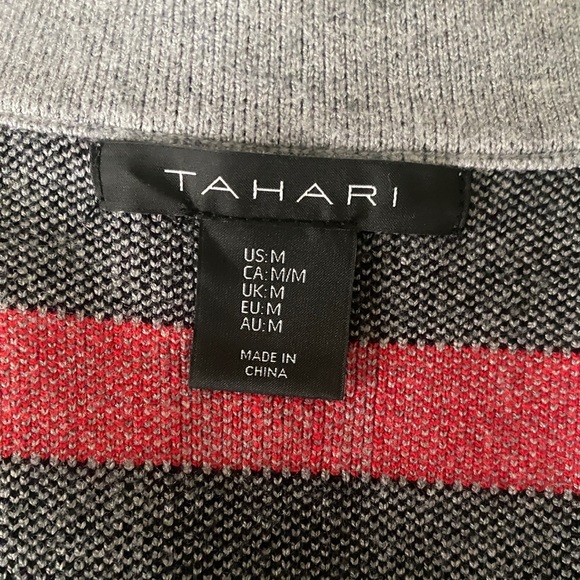 TAHARI
US: M
CA: M/M
UK: M
EU: M
AU: M
MADE IN
CHINA